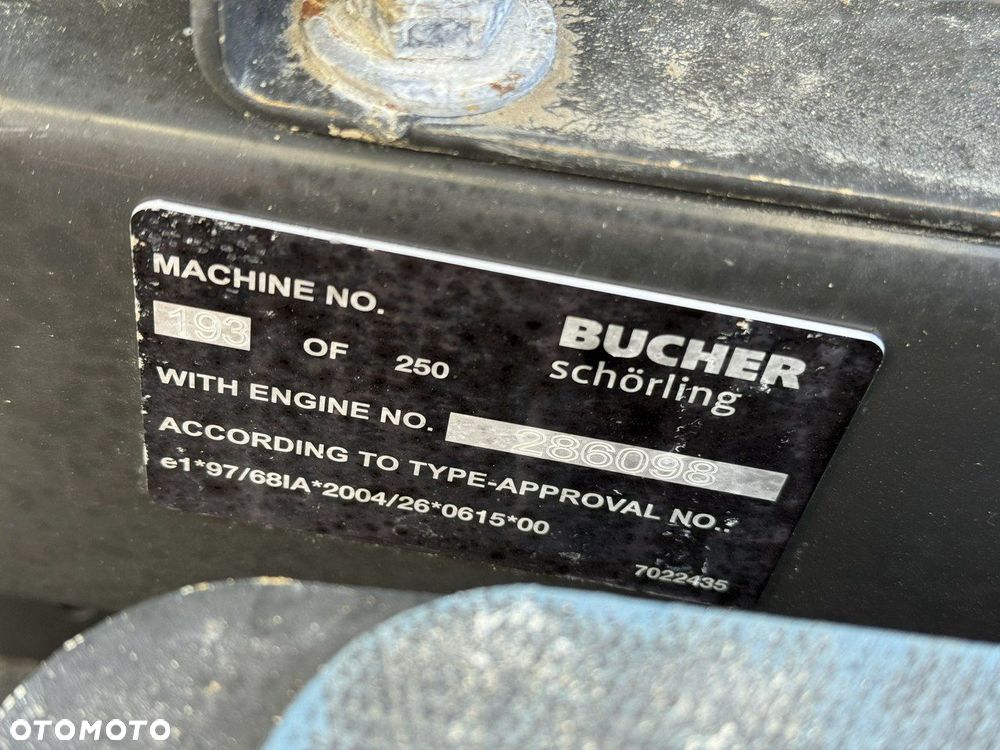 MACHINE NO.
193 OF 250
BUCHER
schörling
WITH ENGINE NO. 286098
ACCORDING TO TYPE-APPROVAL NO.:
e1*97/68IA*2004/26*0615*00
7022435
OTOMOTO